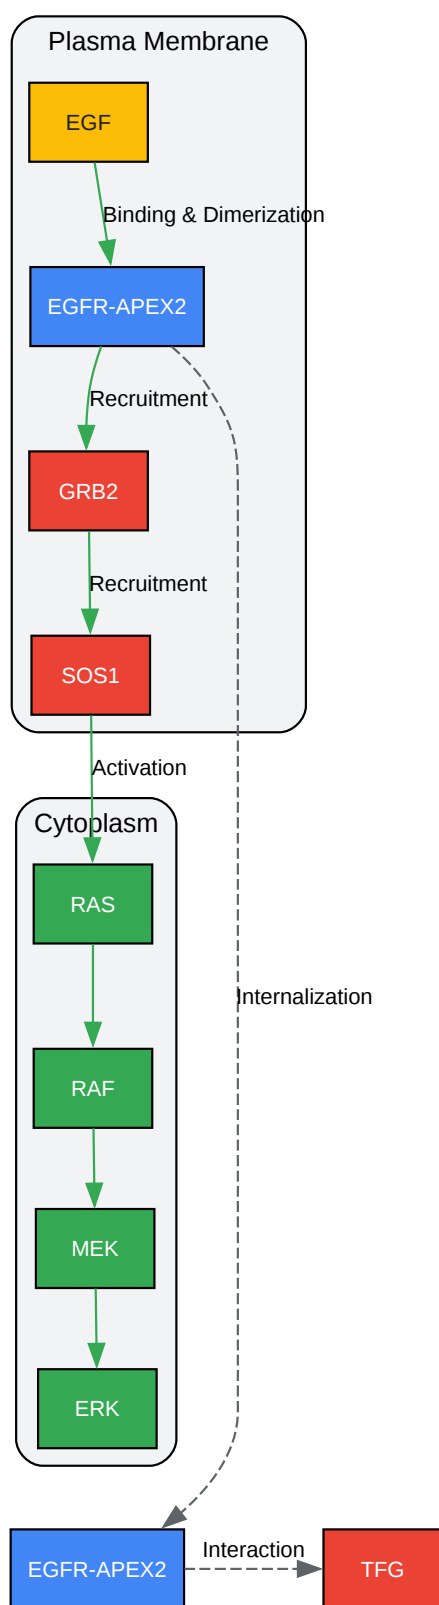 Plasma Membrane
EGF
Binding & Dimerization
EGFR-APEX2
Recruitment
GRB2
Recruitment
SOS1
Activation
Cytoplasm
RAS
RAF
Internalization
MEK
ERK
EGFR-APEX2
Interaction
TFG